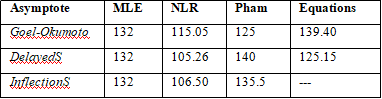 Asymptote MLE NLR Pham Equations
Goel-Okumoto 132 115.05 125 139.40
DelayedS 132 105.26 140 125.15
InflectionS 132 106.50 135.5 ---